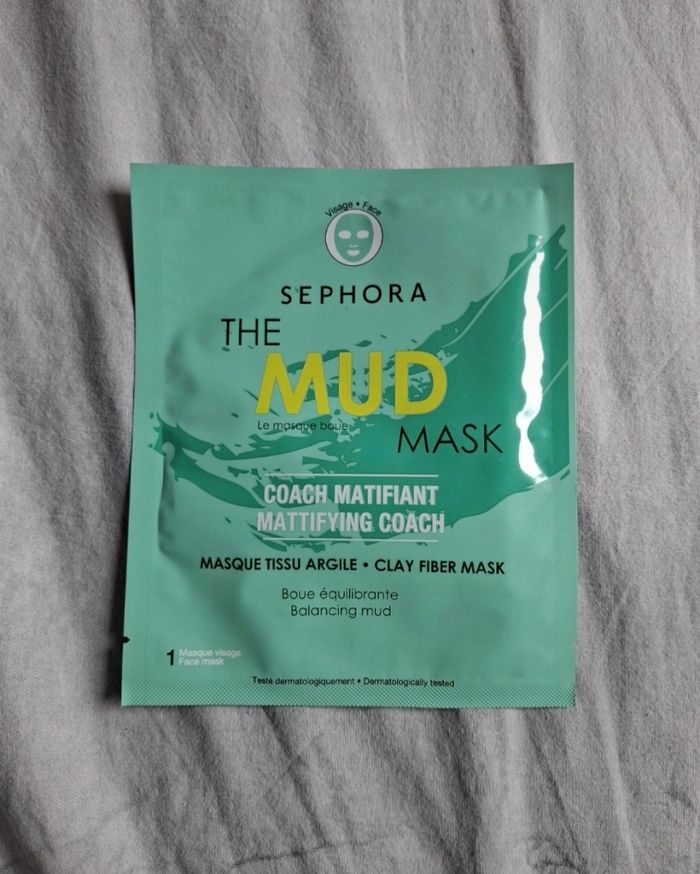 Visage • Face
SEPHORA
THE
MUD
Le masque boue
MASK
COACH MATIFIANT
MATTIFYING COACH
MASQUE TISSU ARGILE • CLAY FIBER MASK
Boue équilibrante
Balancing mud
1 Masque visage
Face mask
Testé dermatologiquement • Dermatologically tested